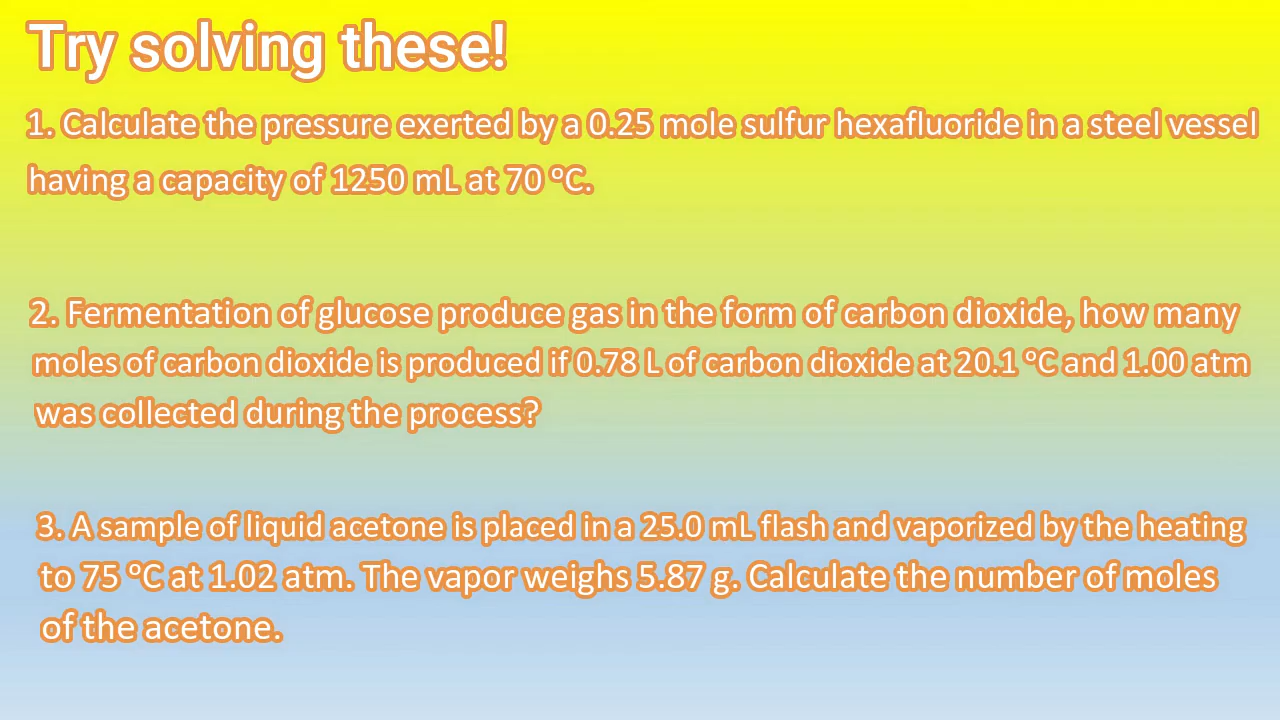 Try solving these!
1. Calculate the pressure exerted by a 0.25 mole sulfur hexafluoride in a steel vessel
having a capacity of 1250 mL at 70 ºC.
2. Fermentation of glucose produce gas in the form of carbon dioxide, how many
moles of carbon dioxide is produced if 0.78 L of carbon dioxide at 20.1 ºC and 1.00 atm
was collected during the process?
3. A sample of liquid acetone is placed in a 25.0 mL flash and vaporized by the heating
to 75 ºC at 1.02 atm. The vapor weighs 5.87 g. Calculate the number of moles
of the acetone.